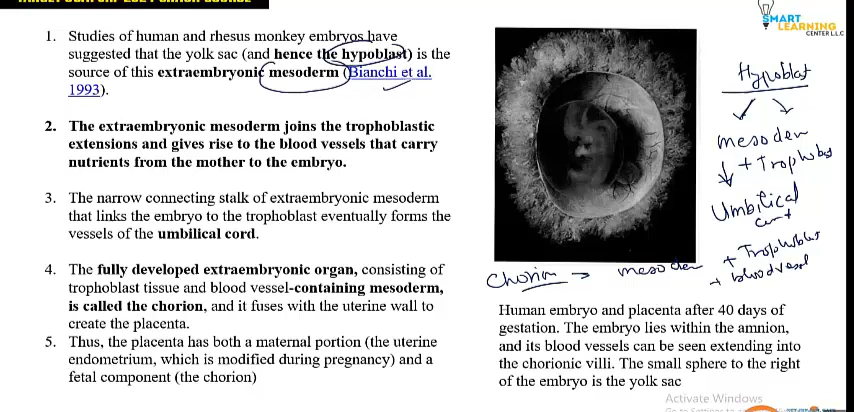 SMART
LEARNING
CENTER L.L.C
1. Studies of human and rhesus monkey embryos have
suggested that the yolk sac (and hence the hypoblast) is the
source of this extraembryonic mesoderm (Bianchi et al.
1993).
2. The extraembryonic mesoderm joins the trophoblastic
extensions and gives rise to the blood vessels that carry
nutrients from the mother to the embryo.
3. The narrow connecting stalk of extraembryonic mesoderm
that links the embryo to the trophoblast eventually forms the
vessels of the umbilical cord.
4. The fully developed extraembryonic organ, consisting of
trophoblast tissue and blood vessel-containing mesoderm,
is called the chorion, and it fuses with the uterine wall to
create the placenta.
5. Thus, the placenta has both a maternal portion (the uterine
endometrium, which is modified during pregnancy) and a
fetal component (the chorion)
Hypoblast
mesoder
+ Trophobast
Umbilical
+ Trophoblast
+ bloodvessel
Chorion → mesoder
Human embryo and placenta after 40 days of
gestation. The embryo lies within the amnion,
and its blood vessels can be seen extending into
the chorionic villi. The small sphere to the right
of the embryo is the yolk sac
Activate Windows